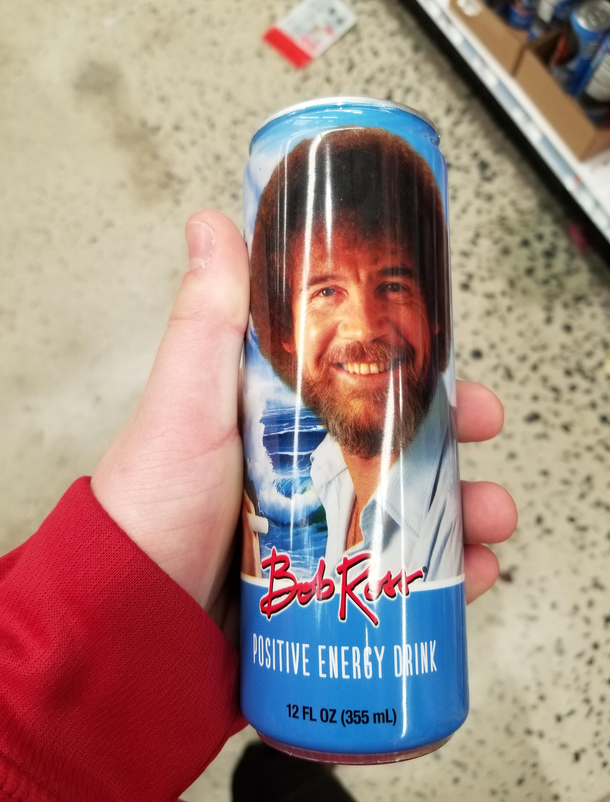 Bob Ross®
POSITIVE ENERGY DRINK
12 FL OZ (355 mL)